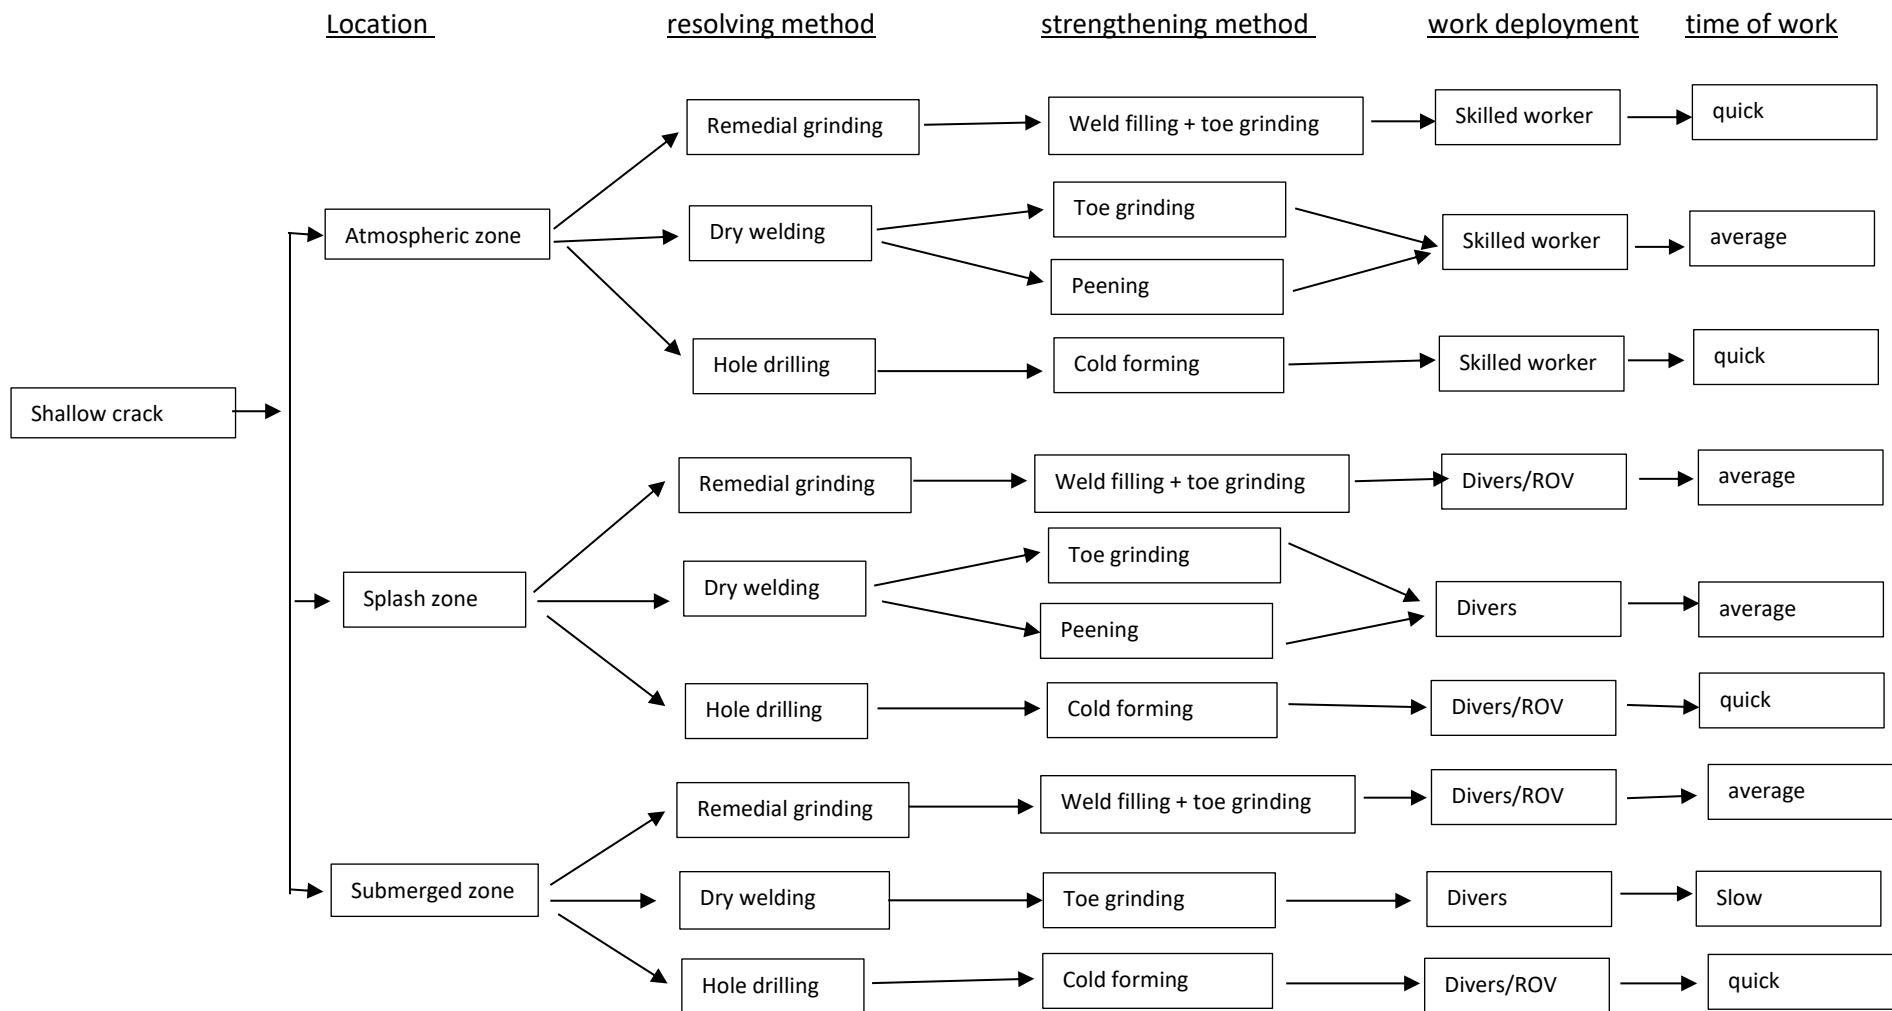 Location
resolving method
strengthening method
work deployment
time of work
Remedial grinding
Weld filling + toe grinding
Skilled worker
quick
Atmospheric zone
Dry welding
Toe grinding
Peening
Skilled worker
average
Hole drilling
Cold forming
Skilled worker
quick
Shallow crack
Remedial grinding
Weld filling + toe grinding
Divers/ROV
average
Splash zone
Dry welding
Toe grinding
Peening
Divers
average
Hole drilling
Cold forming
Divers/ROV
quick
Remedial grinding
Weld filling + toe grinding
Divers/ROV
average
Submerged zone
Dry welding
Toe grinding
Divers
Slow
Hole drilling
Cold forming
Divers/ROV
quick